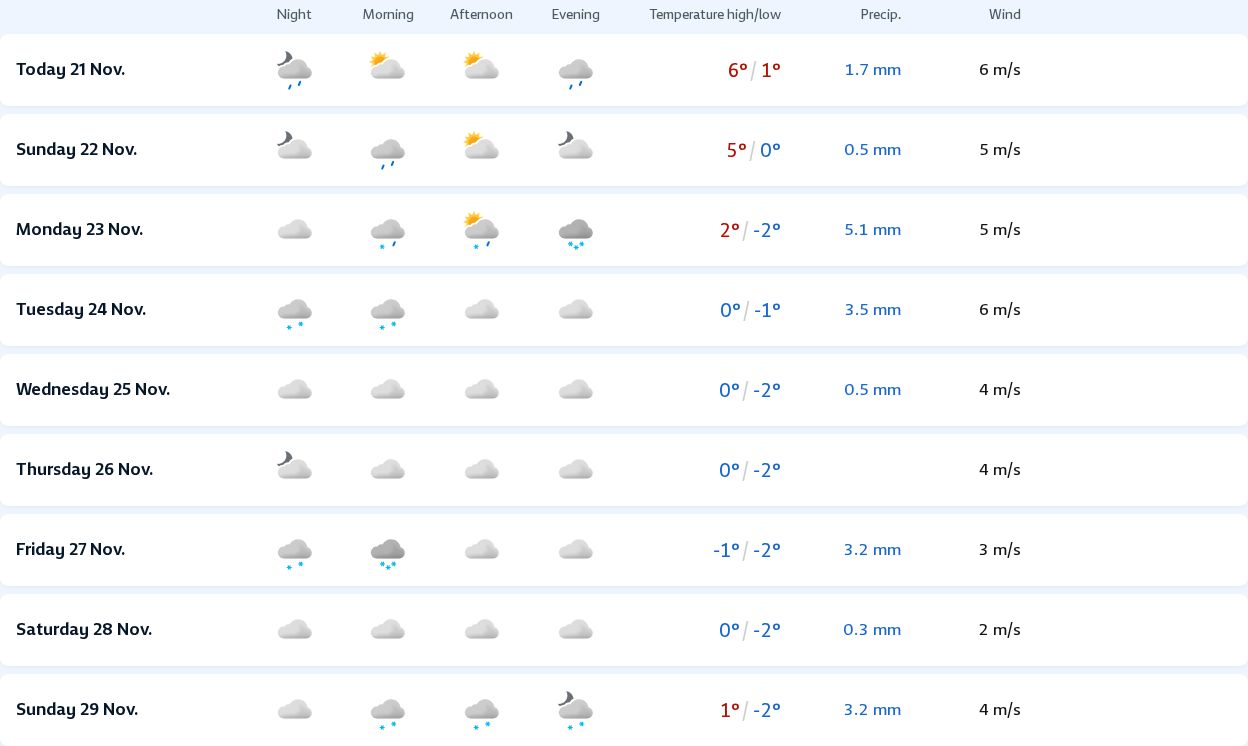 Night Morning Afternoon Evening Temperature high/low Precip. Wind
Today 21 Nov. 6°/1° 1.7 mm 6 m/s
Sunday 22 Nov. 5°/0° 0.5 mm 5 m/s
Monday 23 Nov. 2°/-2° 5.1 mm 5 m/s
Tuesday 24 Nov. 0°/-1° 3.5 mm 6 m/s
Wednesday 25 Nov. 0°/-2° 0.5 mm 4 m/s
Thursday 26 Nov. 0°/-2° 4 m/s
Friday 27 Nov. -1°/-2° 3.2 mm 3 m/s
Saturday 28 Nov. 0°/-2° 0.3 mm 2 m/s
Sunday 29 Nov. 1°/-2° 3.2 mm 4 m/s